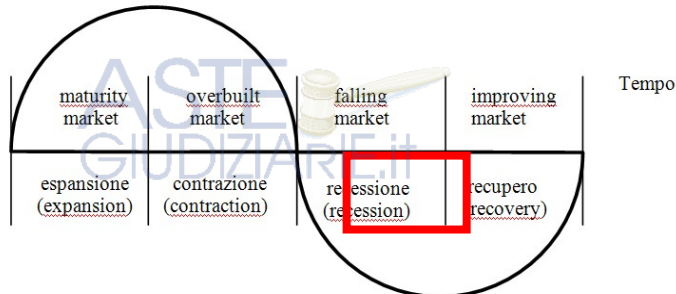 ASTE
GIUDIZIARIE.it
maturity market
overbuilt market
falling market
improving market
Tempo
espansione (expansion)
contrazione (contraction)
recessione (recession)
recupero (recovery)